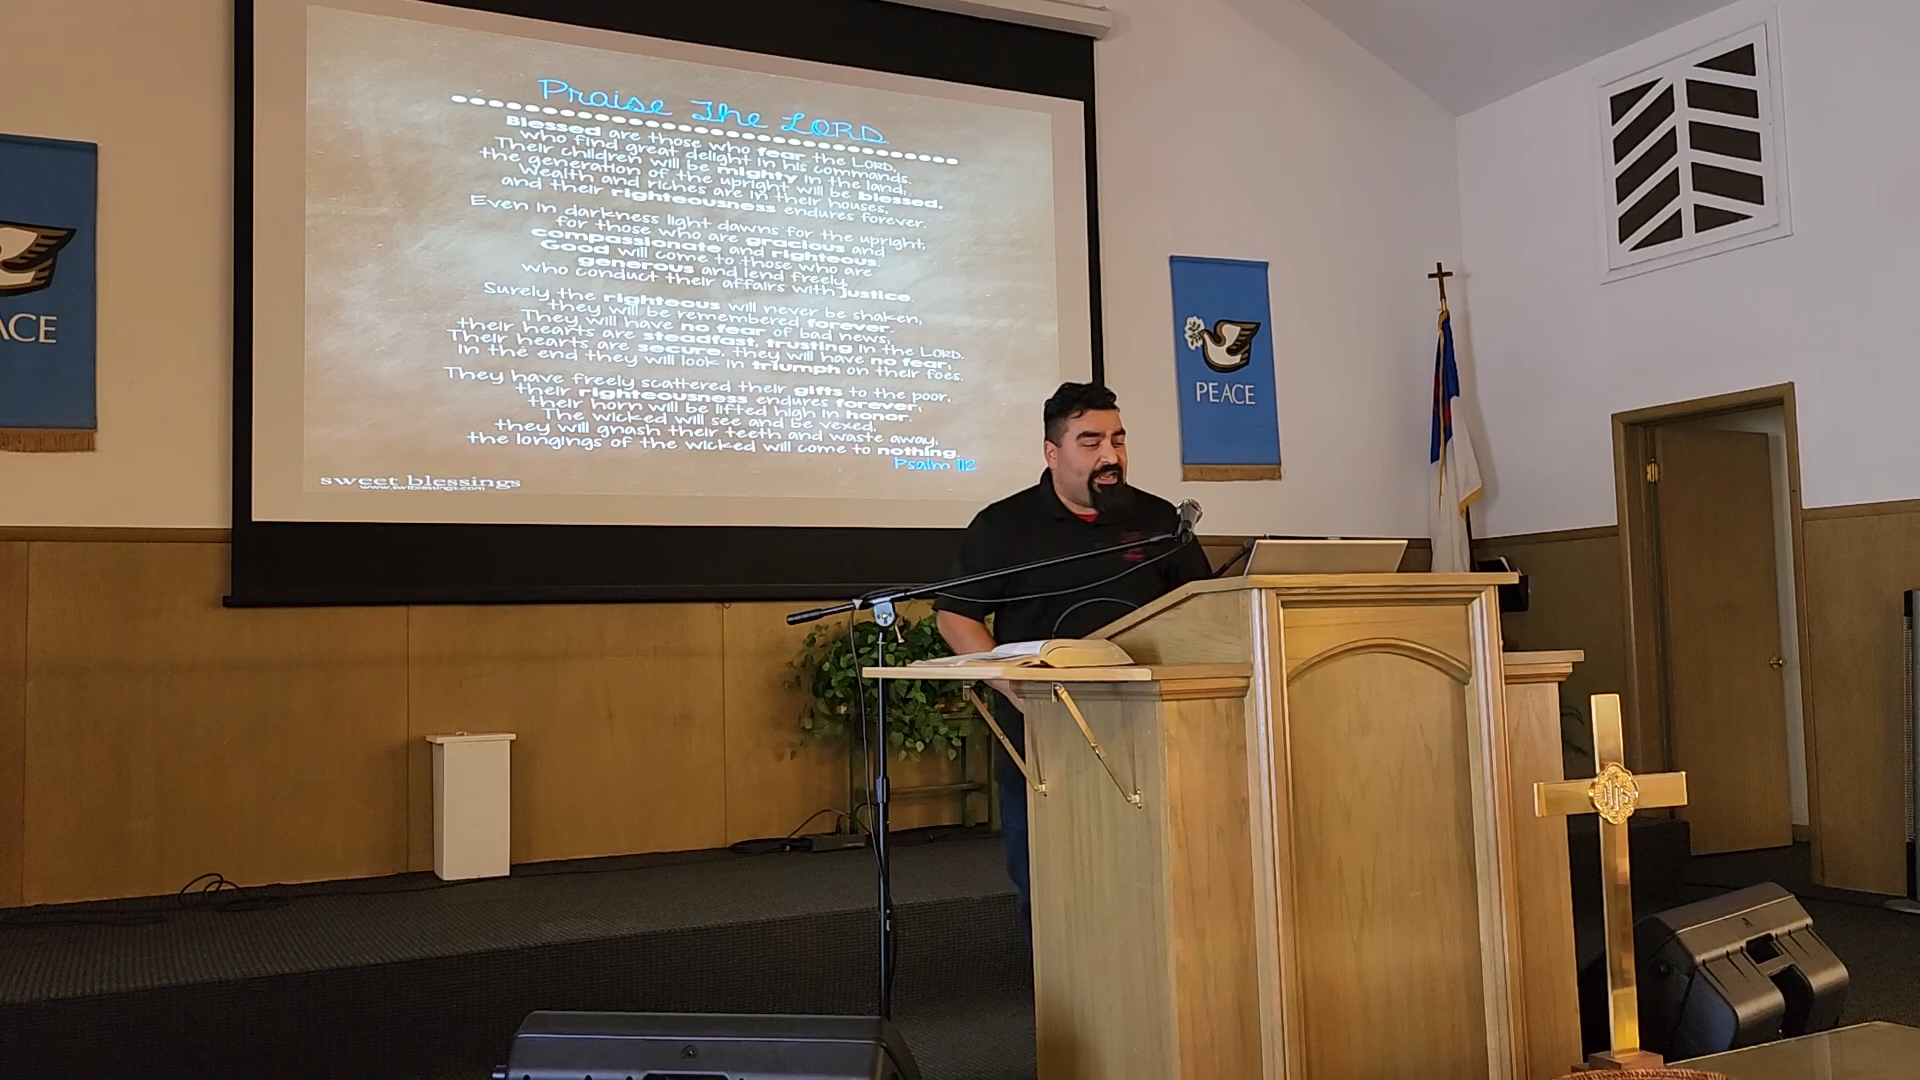 Praise The LORD
Blessed are those who fear the LORD,
who find great delight in his commands.
Their children will be mighty in the land;
the generation of the upright will be blessed.
Wealth and riches are in their houses,
and their righteousness endures forever.
Even in darkness light dawns for the upright,
for those who are gracious and
compassionate and righteous.
Good will come to those who are
generous and lend freely,
who conduct their affairs with justice.
Surely the righteous will never be shaken;
they will be remembered forever.
They will have no fear of bad news;
their hearts are steadfast, trusting in the LORD.
Their hearts are secure, they will have no fear;
in the end they will look in triumph on their foes.
They have freely scattered their gifts to the poor,
their righteousness endures forever;
their horn will be lifted high in honor.
The wicked will see and be vexed,
they will gnash their teeth and waste away;
the longings of the wicked will come to nothing.
Psalm 112
sweet blessings
www.swtblessings.com
ACE
PEACE
IHS